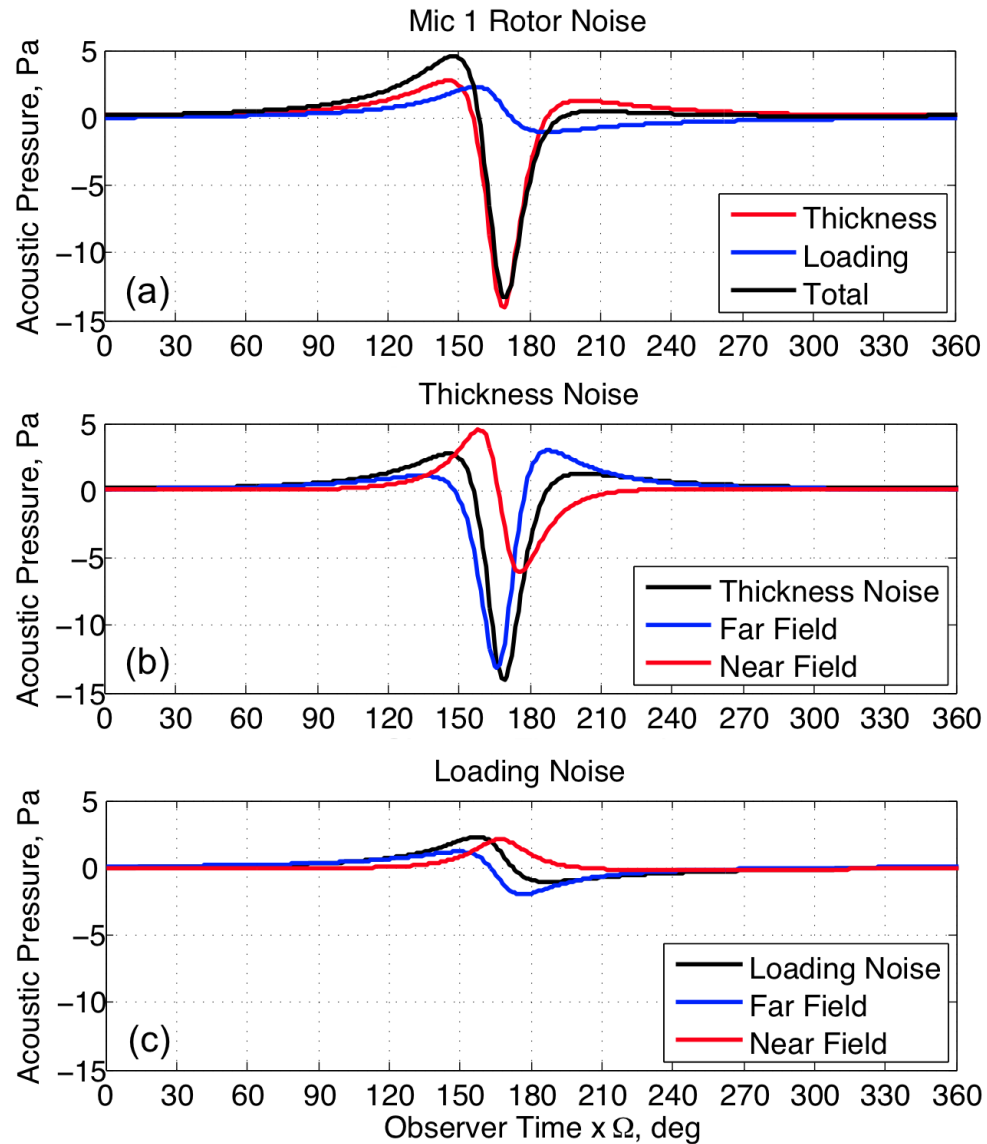 Mic 1 Rotor Noise
Acoustic Pressure, Pa
5
0
−5
−10
−15
(a)
Thickness
Loading
Total
0 30 60 90 120 150 180 210 240 270 300 330 360
Thickness Noise
Acoustic Pressure, Pa
5
0
−5
−10
−15
(b)
Thickness Noise
Far Field
Near Field
0 30 60 90 120 150 180 210 240 270 300 330 360
Loading Noise
Acoustic Pressure, Pa
5
0
−5
−10
−15
(c)
Loading Noise
Far Field
Near Field
0 30 60 90 120 150 180 210 240 270 300 330 360
Observer Time x Ω, deg